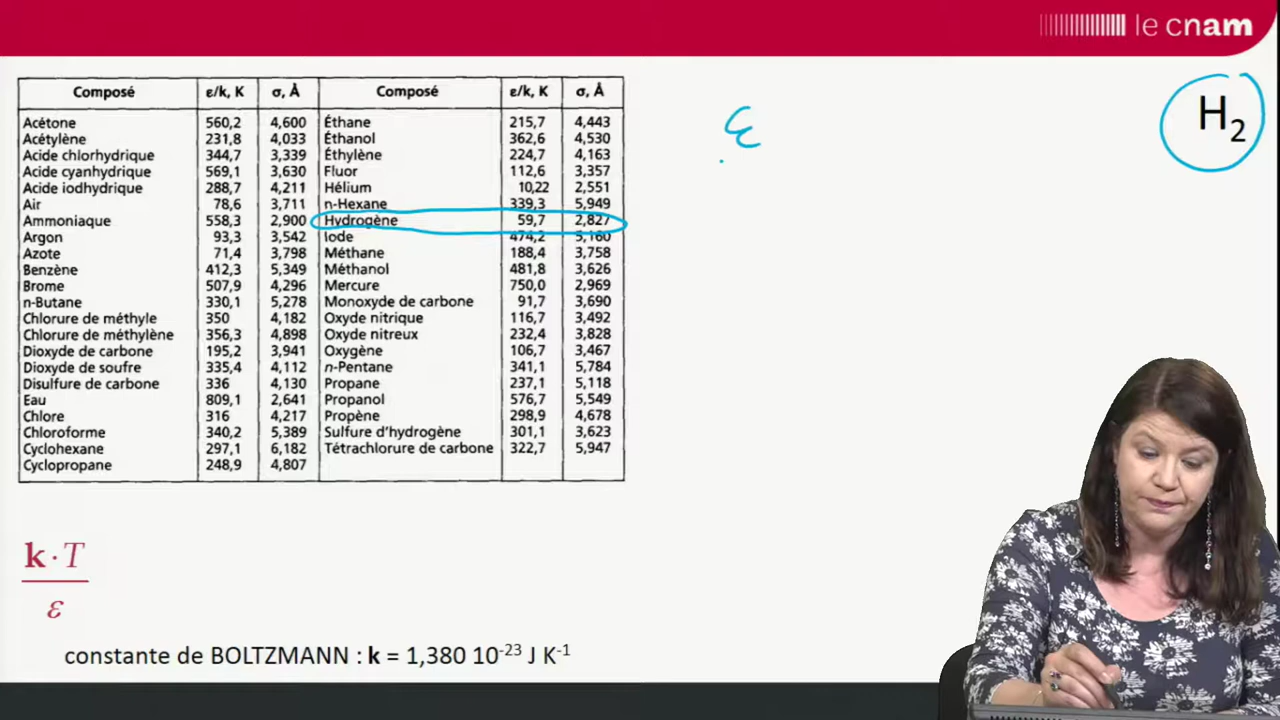 le cnam
Composé ε/k, K σ, Å Composé ε/k, K σ, Å
Acétone 560,2 4,600 Éthane 215,7 4,443
Acétylène 231,8 4,033 Éthanol 362,6 4,530
Acide chlorhydrique 344,7 3,339 Éthylène 224,7 4,163
Acide cyanhydrique 569,1 3,630 Fluor 112,6 3,357
Acide iodhydrique 288,7 4,211 Hélium 10,22 2,551
Air 78,6 3,711 n-Hexane 339,3 5,949
Ammoniaque 558,3 2,900 Hydrogène 59,7 2,827
Argon 93,3 3,542 Iode 474,2 5,160
Azote 71,4 3,798 Méthane 188,4 3,758
Benzène 412,3 5,349 Méthanol 481,8 3,626
Brome 507,9 4,296 Mercure 750,0 2,969
n-Butane 330,1 5,278 Monoxyde de carbone 91,7 3,690
Chlorure de méthyle 350 4,182 Oxyde nitrique 116,7 3,492
Chlorure de méthylène 356,3 4,898 Oxyde nitreux 232,4 3,828
Dioxyde de carbone 195,2 3,941 Oxygène 106,7 3,467
Dioxyde de soufre 335,4 4,112 n-Pentane 341,1 5,784
Disulfure de carbone 336 4,130 Propane 237,1 5,118
Eau 809,1 2,641 Propanol 576,7 5,549
Chlore 316 4,217 Propène 298,9 4,678
Chloroforme 340,2 5,389 Sulfure d'hydrogène 301,1 3,623
Cyclohexane 297,1 6,182 Tétrachlorure de carbone 322,7 5,947
Cyclopropane 248,9 4,807
ε
H₂
k · T
ε
constante de BOLTZMANN : k = 1,380 10⁻²³ J K⁻¹